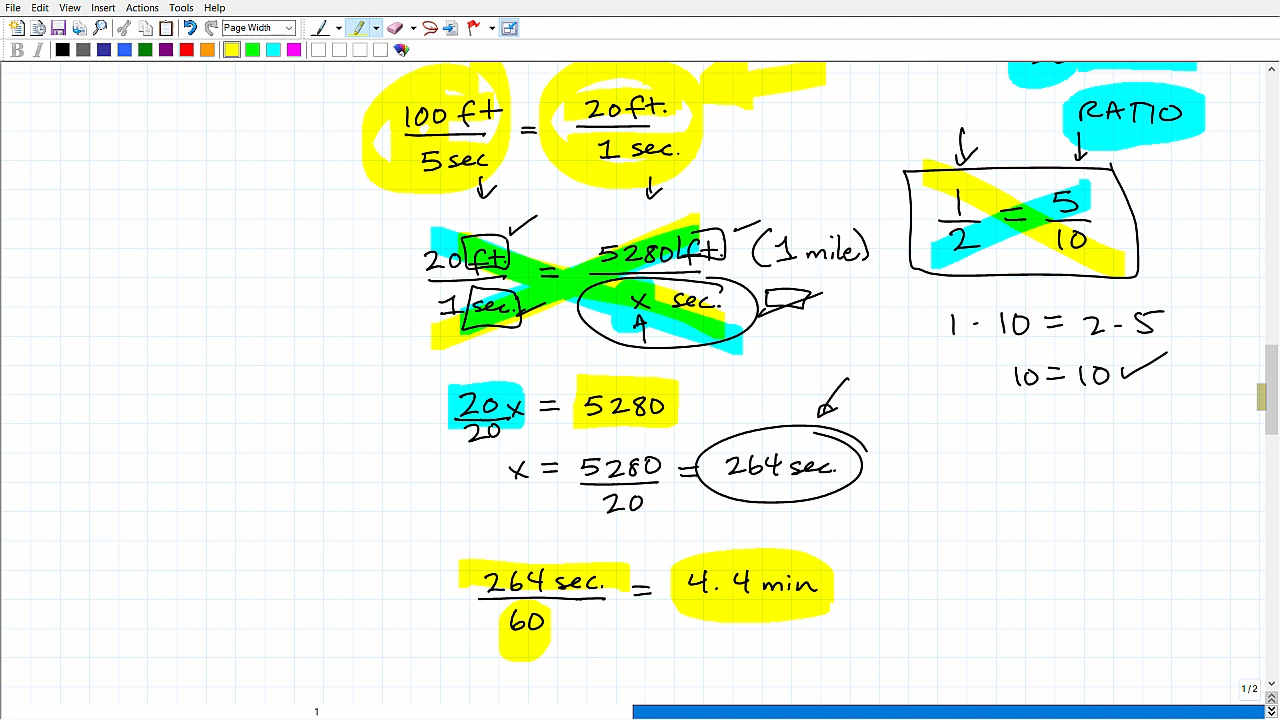 File Edit View Insert Actions Tools Help
Page Width
B I
100 ft / 5 sec = 20 ft. / 1 sec.
20 ft. / 1 sec. = 5280 ft. / x sec. (1 mile)
20x / 20 = 5280
x = 5280 / 20 = 264 sec.
264 sec. / 60 = 4.4 min
RATIO
1 / 2 = 5 / 10
1 · 10 = 2 · 5
10 = 10 ✓
1/2
1